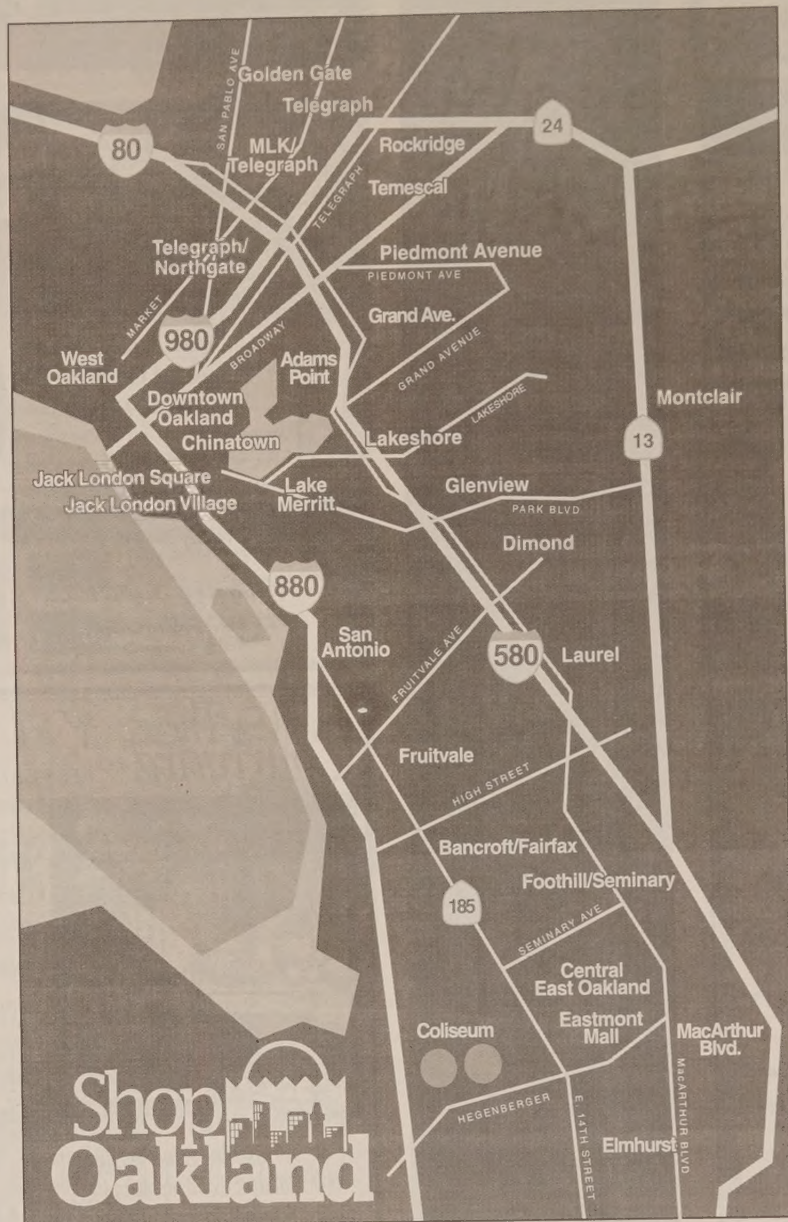 SAN PABLO AVE
Golden Gate
Telegraph
80
MLK/
Telegraph
24
Rockridge
TELEGRAPH
Temescal
Telegraph/
Northgate
Piedmont Avenue
PIEDMONT AVE
MARKET
980
Grand Ave.
BROADWAY
GRAND AVENUE
West
Oakland
Adams
Point
Downtown
Oakland
LAKESHORE
Montclair
Chinatown
Lakeshore
13
Jack London Square
Jack London Village
Lake
Merritt
Glenview
PARK BLVD
Dimond
880
San
Antonio
FRUITVALE AVE
580
Laurel
Fruitvale
HIGH STREET
Bancroft/Fairfax
Foothill/Seminary
185
SEMINARY AVE
Central
East Oakland
Coliseum
Eastmont
Mall
MacArthur
Blvd.
HEGENBERGER
E. 14TH STREET
MacARTHUR BLVD
Elmhurst
Shop
Oakland